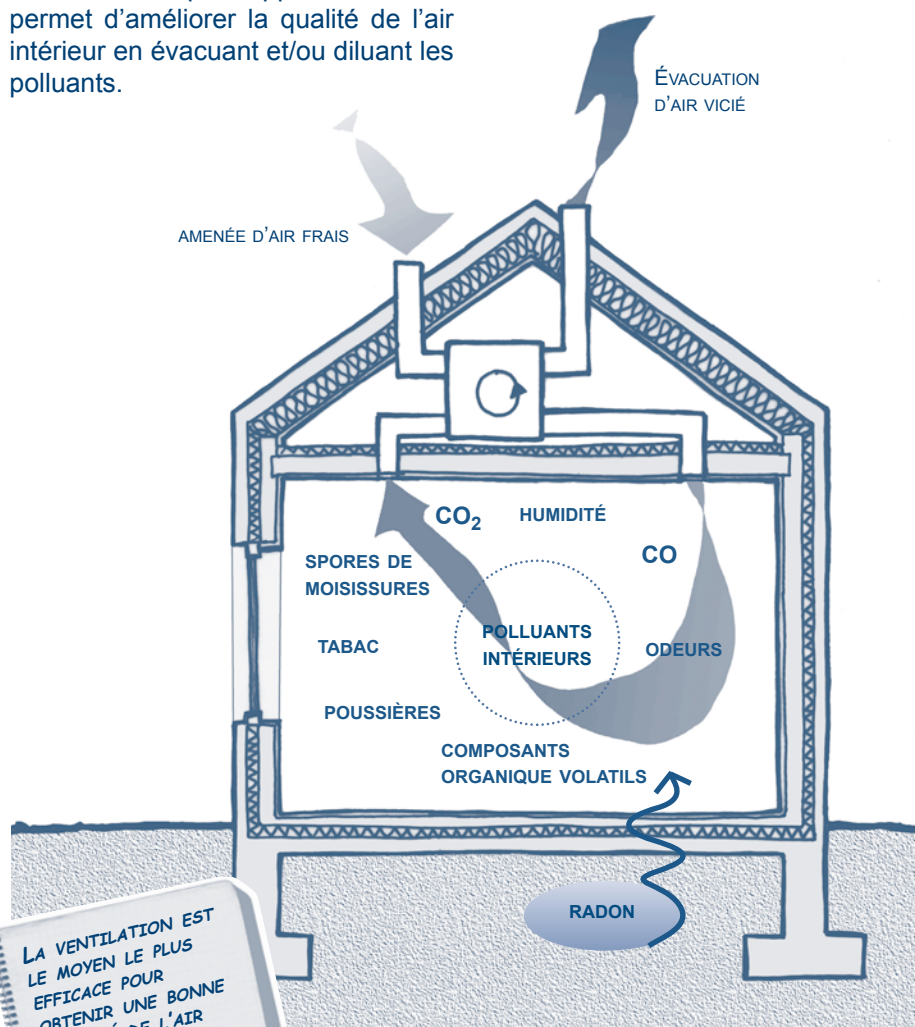 permet d'améliorer la qualité de l'air
intérieur en évacuant et/ou diluant les
polluants.
ÉVACUATION
D'AIR VICIÉ
AMENÉE D'AIR FRAIS
CO₂
HUMIDITÉ
CO
SPORES DE
MOISISSURES
TABAC
POLLUANTS
INTÉRIEURS
ODEURS
POUSSIÈRES
COMPOSANTS
ORGANIQUE VOLATILS
RADON
LA VENTILATION EST
LE MOYEN LE PLUS
EFFICACE POUR
OBTENIR UNE BONNE
DE L'AIR